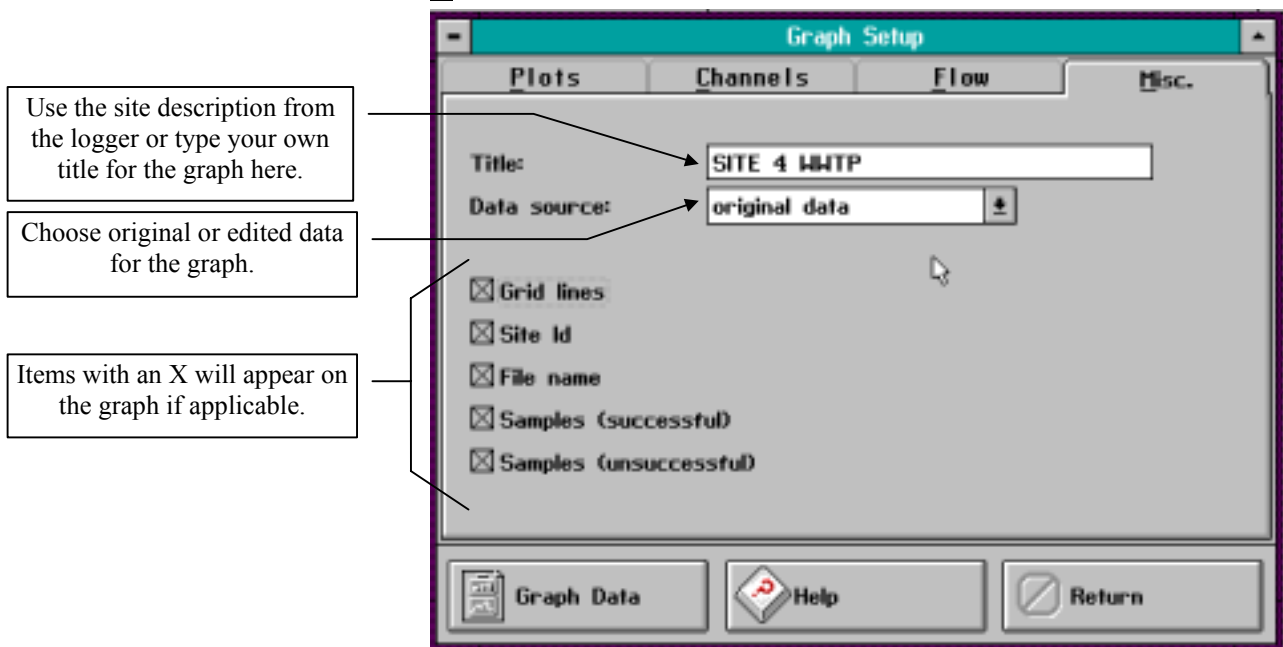 Graph Setup
Plots Channels Flow Misc.
Use the site description from
the logger or type your own
title for the graph here.
Title: SITE 4 WWTP
Data source: original data
Choose original or edited data
for the graph.
Grid lines
Site Id
File name
Items with an X will appear on
the graph if applicable.
Samples (successful)
Samples (unsuccessful)
Graph Data Help Return